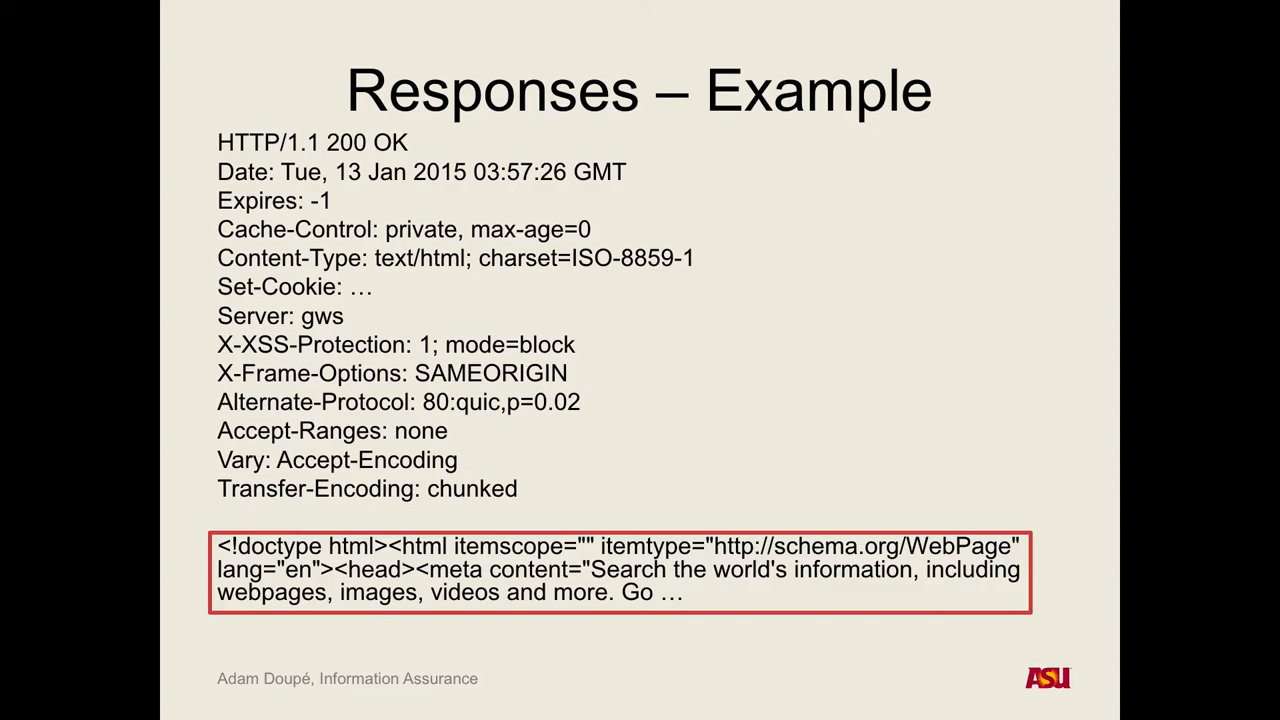 Responses – Example
HTTP/1.1 200 OK
Date: Tue, 13 Jan 2015 03:57:26 GMT
Expires: -1
Cache-Control: private, max-age=0
Content-Type: text/html; charset=ISO-8859-1
Set-Cookie: …
Server: gws
X-XSS-Protection: 1; mode=block
X-Frame-Options: SAMEORIGIN
Alternate-Protocol: 80:quic,p=0.02
Accept-Ranges: none
Vary: Accept-Encoding
Transfer-Encoding: chunked
<!doctype html><html itemscope="" itemtype="http://schema.org/WebPage"
lang="en"><head><meta content="Search the world's information, including
webpages, images, videos and more. Go …
Adam Doupé, Information Assurance
ASU